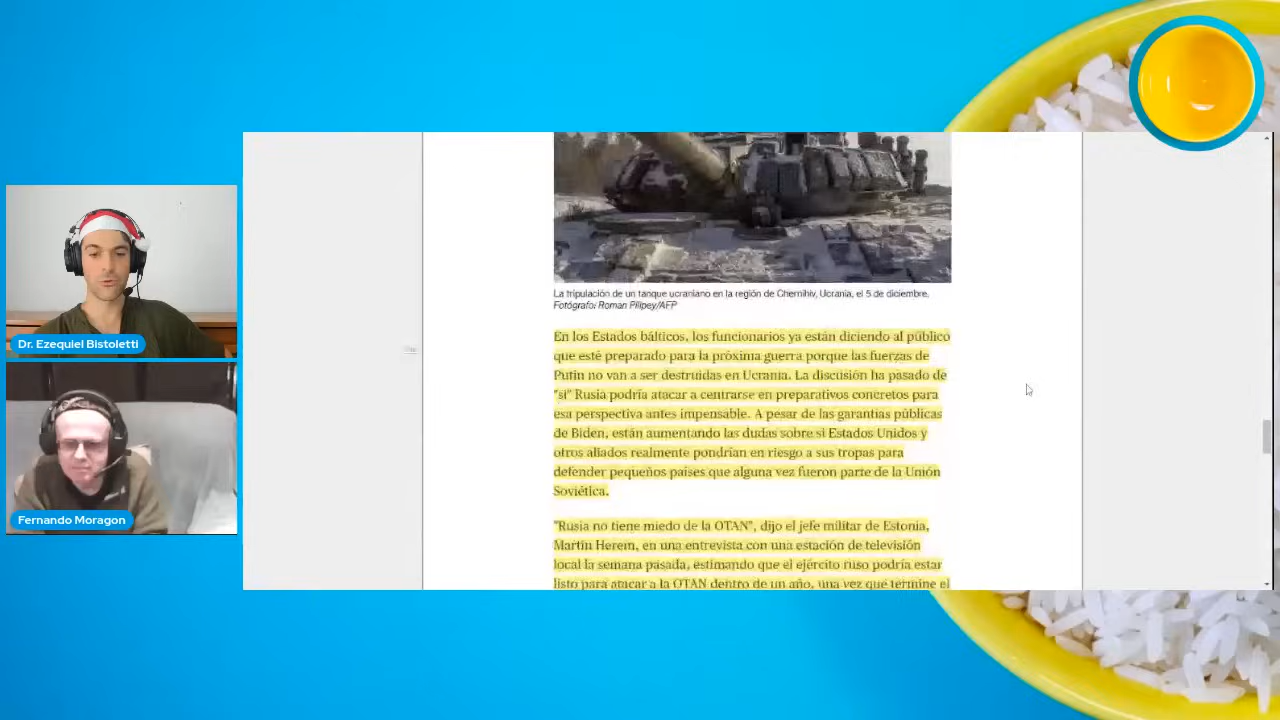 Dr. Ezequiel Bistoletti
Fernando Moragon
La tripulación de un tanque ucraniano en la región de Chernihiv, Ucrania, el 5 de diciembre.
Fotógrafo: Roman Pilipey/AFP
En los Estados bálticos, los funcionarios ya están diciendo al público
que esté preparado para la próxima guerra porque las fuerzas de
Putin no van a ser destruidas en Ucrania. La discusión ha pasado de
"si" Rusia podría atacar a centrarse en preparativos concretos para
esa perspectiva antes impensable. A pesar de las garantías públicas
de Biden, están aumentando las dudas sobre si Estados Unidos y
otros aliados realmente pondrían en riesgo a sus tropas para
defender pequeños países que alguna vez fueron parte de la Unión
Soviética.
"Rusia no tiene miedo de la OTAN", dijo el jefe militar de Estonia,
Martin Herem, en una entrevista con una estación de televisión
local la semana pasada, estimando que el ejército ruso podría estar
listo para atacar a la OTAN dentro de un año, una vez que termine el